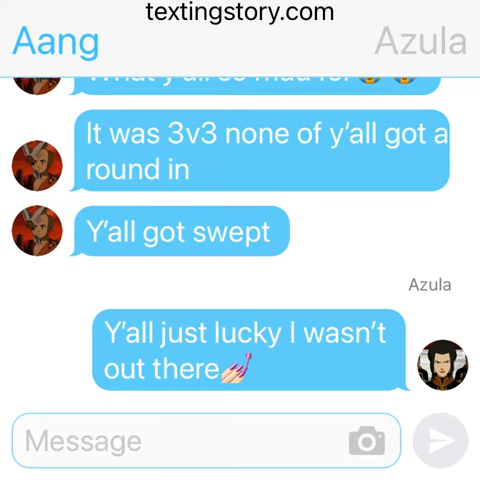 textingstory.com
Aang Azula
It was 3v3 none of y'all got a
round in
Y'all got swept
Azula
Y'all just lucky I wasn't
out there💅🏻
Message